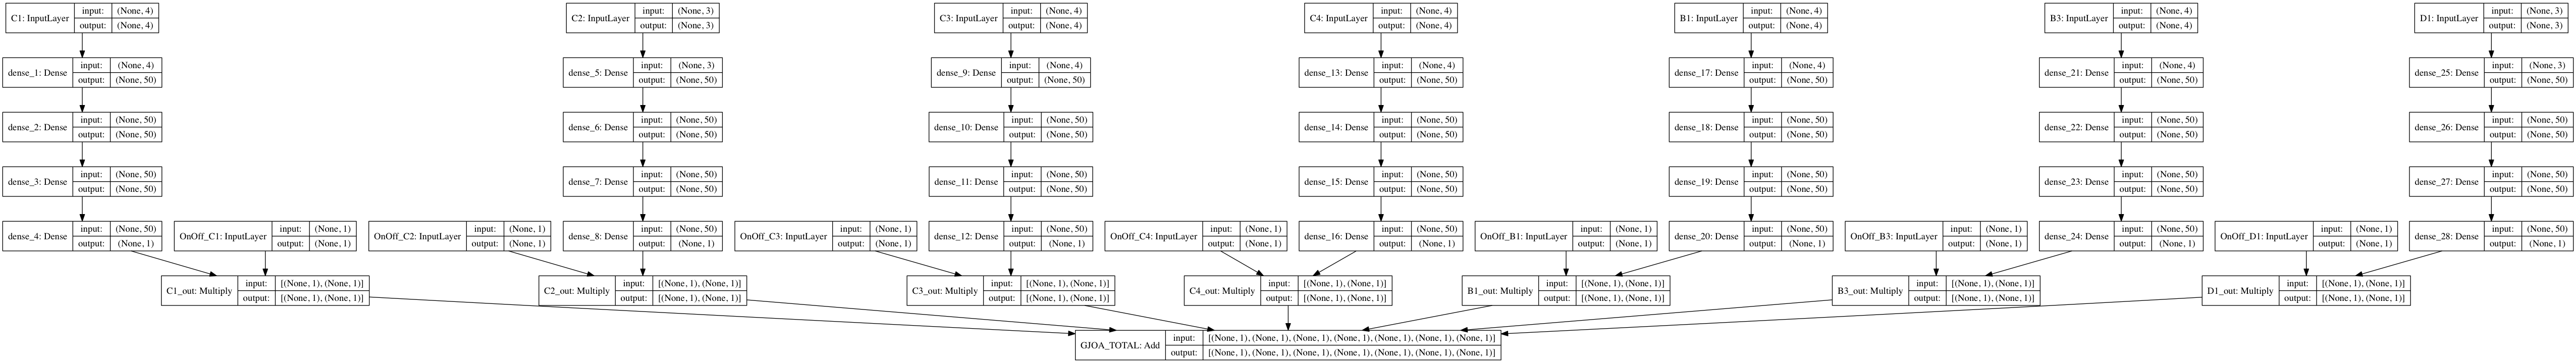 C1: InputLayer input: (None, 4) output: (None, 4)
C2: InputLayer input: (None, 3) output: (None, 3)
C3: InputLayer input: (None, 4) output: (None, 4)
C4: InputLayer input: (None, 4) output: (None, 4)
B1: InputLayer input: (None, 4) output: (None, 4)
B3: InputLayer input: (None, 4) output: (None, 4)
D1: InputLayer input: (None, 3) output: (None, 3)
dense_1: Dense input: (None, 4) output: (None, 50)
dense_5: Dense input: (None, 3) output: (None, 50)
dense_9: Dense input: (None, 4) output: (None, 50)
dense_13: Dense input: (None, 4) output: (None, 50)
dense_17: Dense input: (None, 4) output: (None, 50)
dense_21: Dense input: (None, 4) output: (None, 50)
dense_25: Dense input: (None, 3) output: (None, 50)
dense_2: Dense input: (None, 50) output: (None, 50)
dense_6: Dense input: (None, 50) output: (None, 50)
dense_10: Dense input: (None, 50) output: (None, 50)
dense_14: Dense input: (None, 50) output: (None, 50)
dense_18: Dense input: (None, 50) output: (None, 50)
dense_22: Dense input: (None, 50) output: (None, 50)
dense_26: Dense input: (None, 50) output: (None, 50)
dense_3: Dense input: (None, 50) output: (None, 50)
dense_7: Dense input: (None, 50) output: (None, 50)
dense_11: Dense input: (None, 50) output: (None, 50)
dense_15: Dense input: (None, 50) output: (None, 50)
dense_19: Dense input: (None, 50) output: (None, 50)
dense_23: Dense input: (None, 50) output: (None, 50)
dense_27: Dense input: (None, 50) output: (None, 50)
dense_4: Dense input: (None, 50) output: (None, 1)
OnOff_C1: InputLayer input: (None, 1) output: (None, 1)
OnOff_C2: InputLayer input: (None, 1) output: (None, 1)
dense_8: Dense input: (None, 50) output: (None, 1)
OnOff_C3: InputLayer input: (None, 1) output: (None, 1)
dense_12: Dense input: (None, 50) output: (None, 1)
OnOff_C4: InputLayer input: (None, 1) output: (None, 1)
dense_16: Dense input: (None, 50) output: (None, 1)
OnOff_B1: InputLayer input: (None, 1) output: (None, 1)
dense_20: Dense input: (None, 50) output: (None, 1)
OnOff_B3: InputLayer input: (None, 1) output: (None, 1)
dense_24: Dense input: (None, 50) output: (None, 1)
OnOff_D1: InputLayer input: (None, 1) output: (None, 1)
dense_28: Dense input: (None, 50) output: (None, 1)
C1_out: Multiply input: [(None, 1), (None, 1)] output: [(None, 1), (None, 1)]
C2_out: Multiply input: [(None, 1), (None, 1)] output: [(None, 1), (None, 1)]
C3_out: Multiply input: [(None, 1), (None, 1)] output: [(None, 1), (None, 1)]
C4_out: Multiply input: [(None, 1), (None, 1)] output: [(None, 1), (None, 1)]
B1_out: Multiply input: [(None, 1), (None, 1)] output: [(None, 1), (None, 1)]
B3_out: Multiply input: [(None, 1), (None, 1)] output: [(None, 1), (None, 1)]
D1_out: Multiply input: [(None, 1), (None, 1)] output: [(None, 1), (None, 1)]
GJOA_TOTAL: Add input: [(None, 1), (None, 1), (None, 1), (None, 1), (None, 1), (None, 1), (None, 1)] output: [(None, 1), (None, 1), (None, 1), (None, 1), (None, 1), (None, 1), (None, 1)]